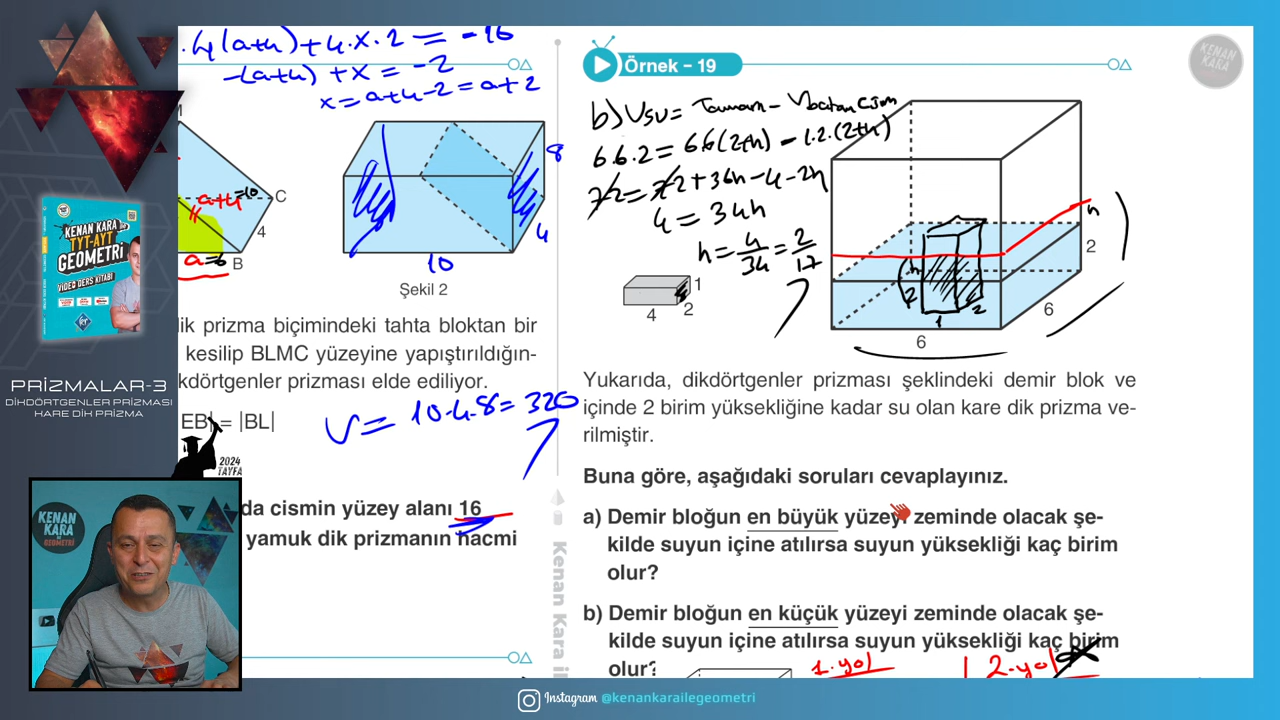 . 4(a+4)+4.x.2 = -16
-(a+4) + x = -2
x = a+4-2 = a+2
a+4=10
C
4
a=6
B
8
4
10
Şekil 2
lik prizma biçimindeki tahta bloktan bir
kesilip BLMC yüzeyine yapıştırıldığın-
kdörtgenler prizması elde ediliyor.
EB| = |BL|
V = 10.4.8 = 320
2024
TAYFA
da cismin yüzey alanı 16
yamuk dik prizmanın hacmi
Kenan Kara il
Örnek – 19
b) Vsu = Tamamı - Vbatan cisim
6.6.2 = 6.6(2+h) - 1.2.(2+h)
72 = 72 + 36h - 4 - 2h
4 = 34h
h = 4/34 = 2/17
1
2
4
h
2
h
2
1
2
6
6
Yukarıda, dikdörtgenler prizması şeklindeki demir blok ve
içinde 2 birim yüksekliğine kadar su olan kare dik prizma ve-
rilmiştir.
Buna göre, aşağıdaki soruları cevaplayınız.
a) Demir bloğun en büyük yüzeyi zeminde olacak şe-
kilde suyun içine atılırsa suyun yüksekliği kaç birim
olur?
b) Demir bloğun en küçük yüzeyi zeminde olacak şe-
kilde suyun içine atılırsa suyun yüksekliği kaç birim
olur?
1.yol
2.yol
KENAN KARA
TYT-AYT
GEOMETRİ
VİDEO DERS KİTABI
PRİZMALAR-3
DİKDÖRTGENLER PRİZMASI
KARE DİK PRİZMA
KENAN
KARA
İLE GEOMETRİ
KENAN
KARA
Instagram @kenankarailegeometri